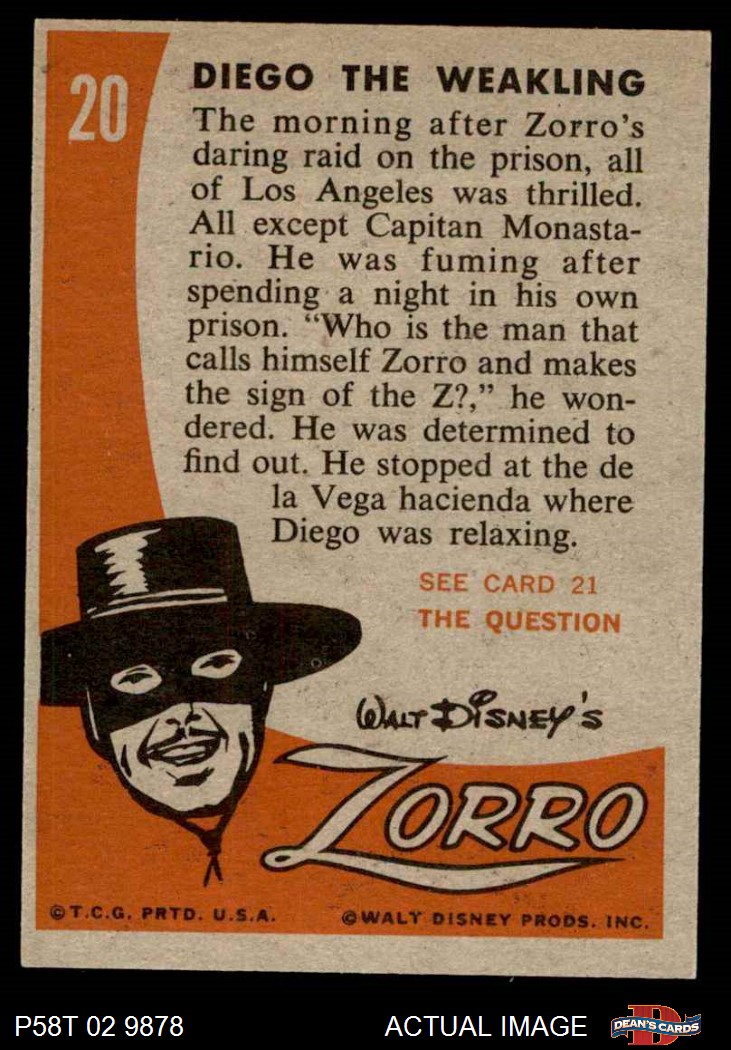 20
DIEGO THE WEAKLING
The morning after Zorro's
daring raid on the prison, all
of Los Angeles was thrilled.
All except Capitan Monasta-
rio. He was fuming after
spending a night in his own
prison. “Who is the man that
calls himself Zorro and makes
the sign of the Z?,” he won-
dered. He was determined to
find out. He stopped at the de
la Vega hacienda where
Diego was relaxing.
SEE CARD 21
THE QUESTION
WALT DISNEY'S
ZORRO
©T.C.G. PRTD. U.S.A.
©WALT DISNEY PRODS. INC.
P58T 02 9878
ACTUAL IMAGE
D
DEAN'S CARDS